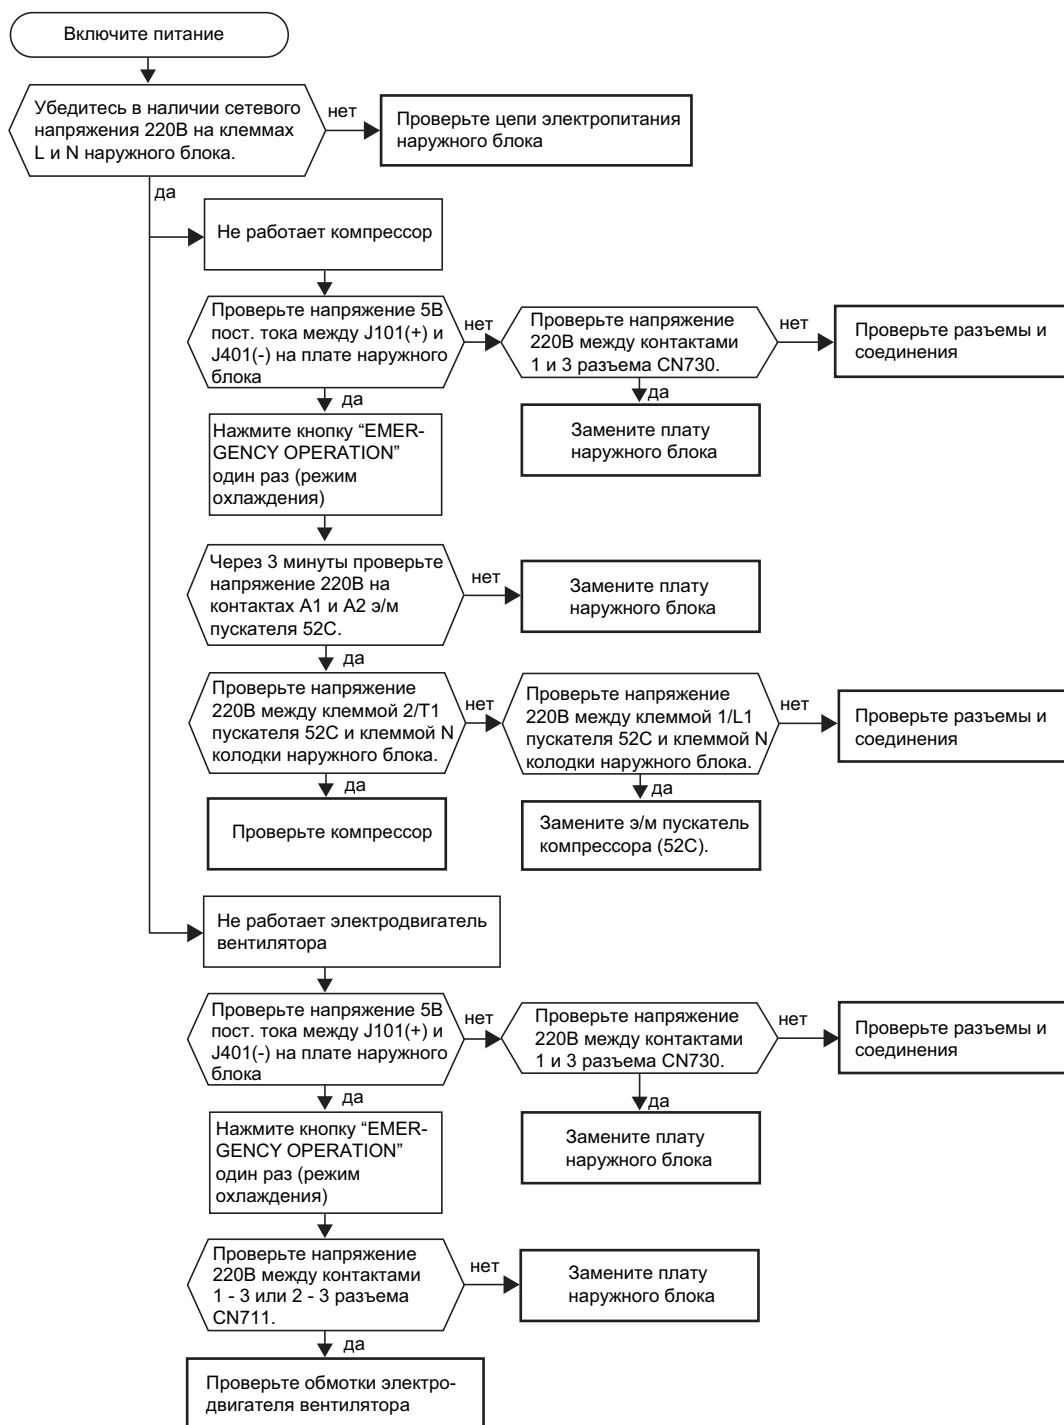 Включите питание
Убедитесь в наличии сетевого
напряжения 220В на клеммах
L и N наружного блока.
нет
Проверьте цепи электропитания
наружного блока
да
Не работает компрессор
Проверьте напряжение 5В
пост. тока между J101(+) и
J401(-) на плате наружного
блока
нет
Проверьте напряжение
220В между контактами
1 и 3 разъема CN730.
нет
Проверьте разъемы и
соединения
да
да
Нажмите кнопку “EMER-
GENCY OPERATION”
один раз (режим
охлаждения)
Замените плату
наружного блока
Через 3 минуты проверьте
напряжение 220В на
контактах А1 и А2 э/м
пускателя 52С.
нет
Замените плату
наружного блока
да
Проверьте напряжение
220В между клеммой 2/Т1
пускателя 52С и клеммой N
колодки наружного блока.
нет
Проверьте напряжение
220В между клеммой 1/L1
пускателя 52С и клеммой N
колодки наружного блока.
нет
Проверьте разъемы и
соединения
да
да
Проверьте компрессор
Замените э/м пускатель
компрессора (52С).
Не работает электродвигатель
вентилятора
Проверьте напряжение 5В
пост. тока между J101(+) и
J401(-) на плате наружного
блока
нет
Проверьте напряжение
220В между контактами
1 и 3 разъема CN730.
нет
Проверьте разъемы и
соединения
да
да
Нажмите кнопку “EMER-
GENCY OPERATION”
один раз (режим
охлаждения)
Замените плату
наружного блока
Проверьте напряжение
220В между контактами
1 - 3 или 2 - 3 разъема
CN711.
нет
Замените плату
наружного блока
да
Проверьте обмотки электро-
двигателя вентилятора